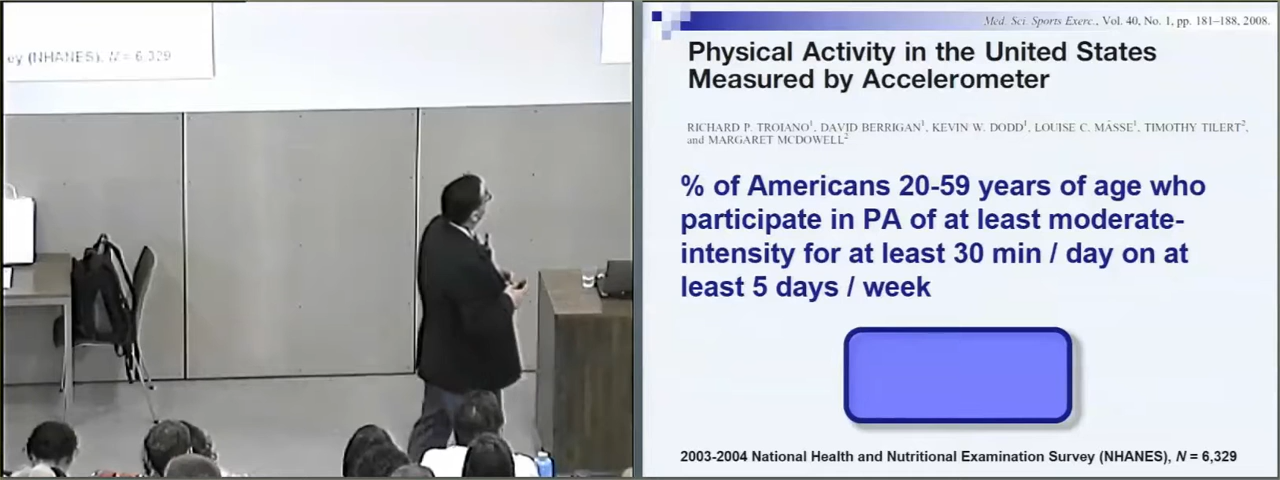 ey (NHANES), N = 6,329
Med. Sci. Sports Exerc., Vol. 40, No. 1, pp. 181–188, 2008.
Physical Activity in the United States
Measured by Accelerometer
RICHARD P. TROIANO1, DAVID BERRIGAN1, KEVIN W. DODD1, LOUISE C. MÂSSE1, TIMOTHY TILERT2,
and MARGARET MCDOWELL2
% of Americans 20-59 years of age who
participate in PA of at least moderate-
intensity for at least 30 min / day on at
least 5 days / week
2003-2004 National Health and Nutritional Examination Survey (NHANES), N = 6,329